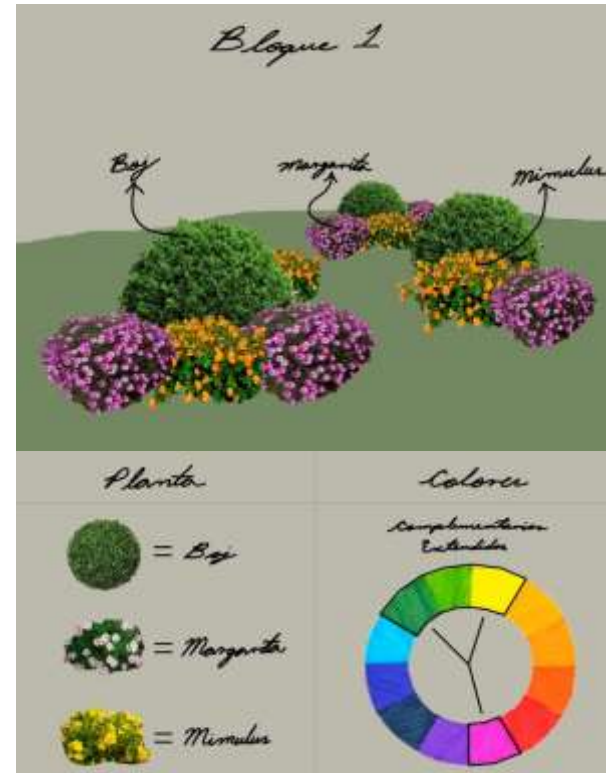 Bloque 1
Boj
Margarita
Mimulus
Planta
Colores
Complementarios
Extendidos
= Boj
= Margarita
= Mimulus